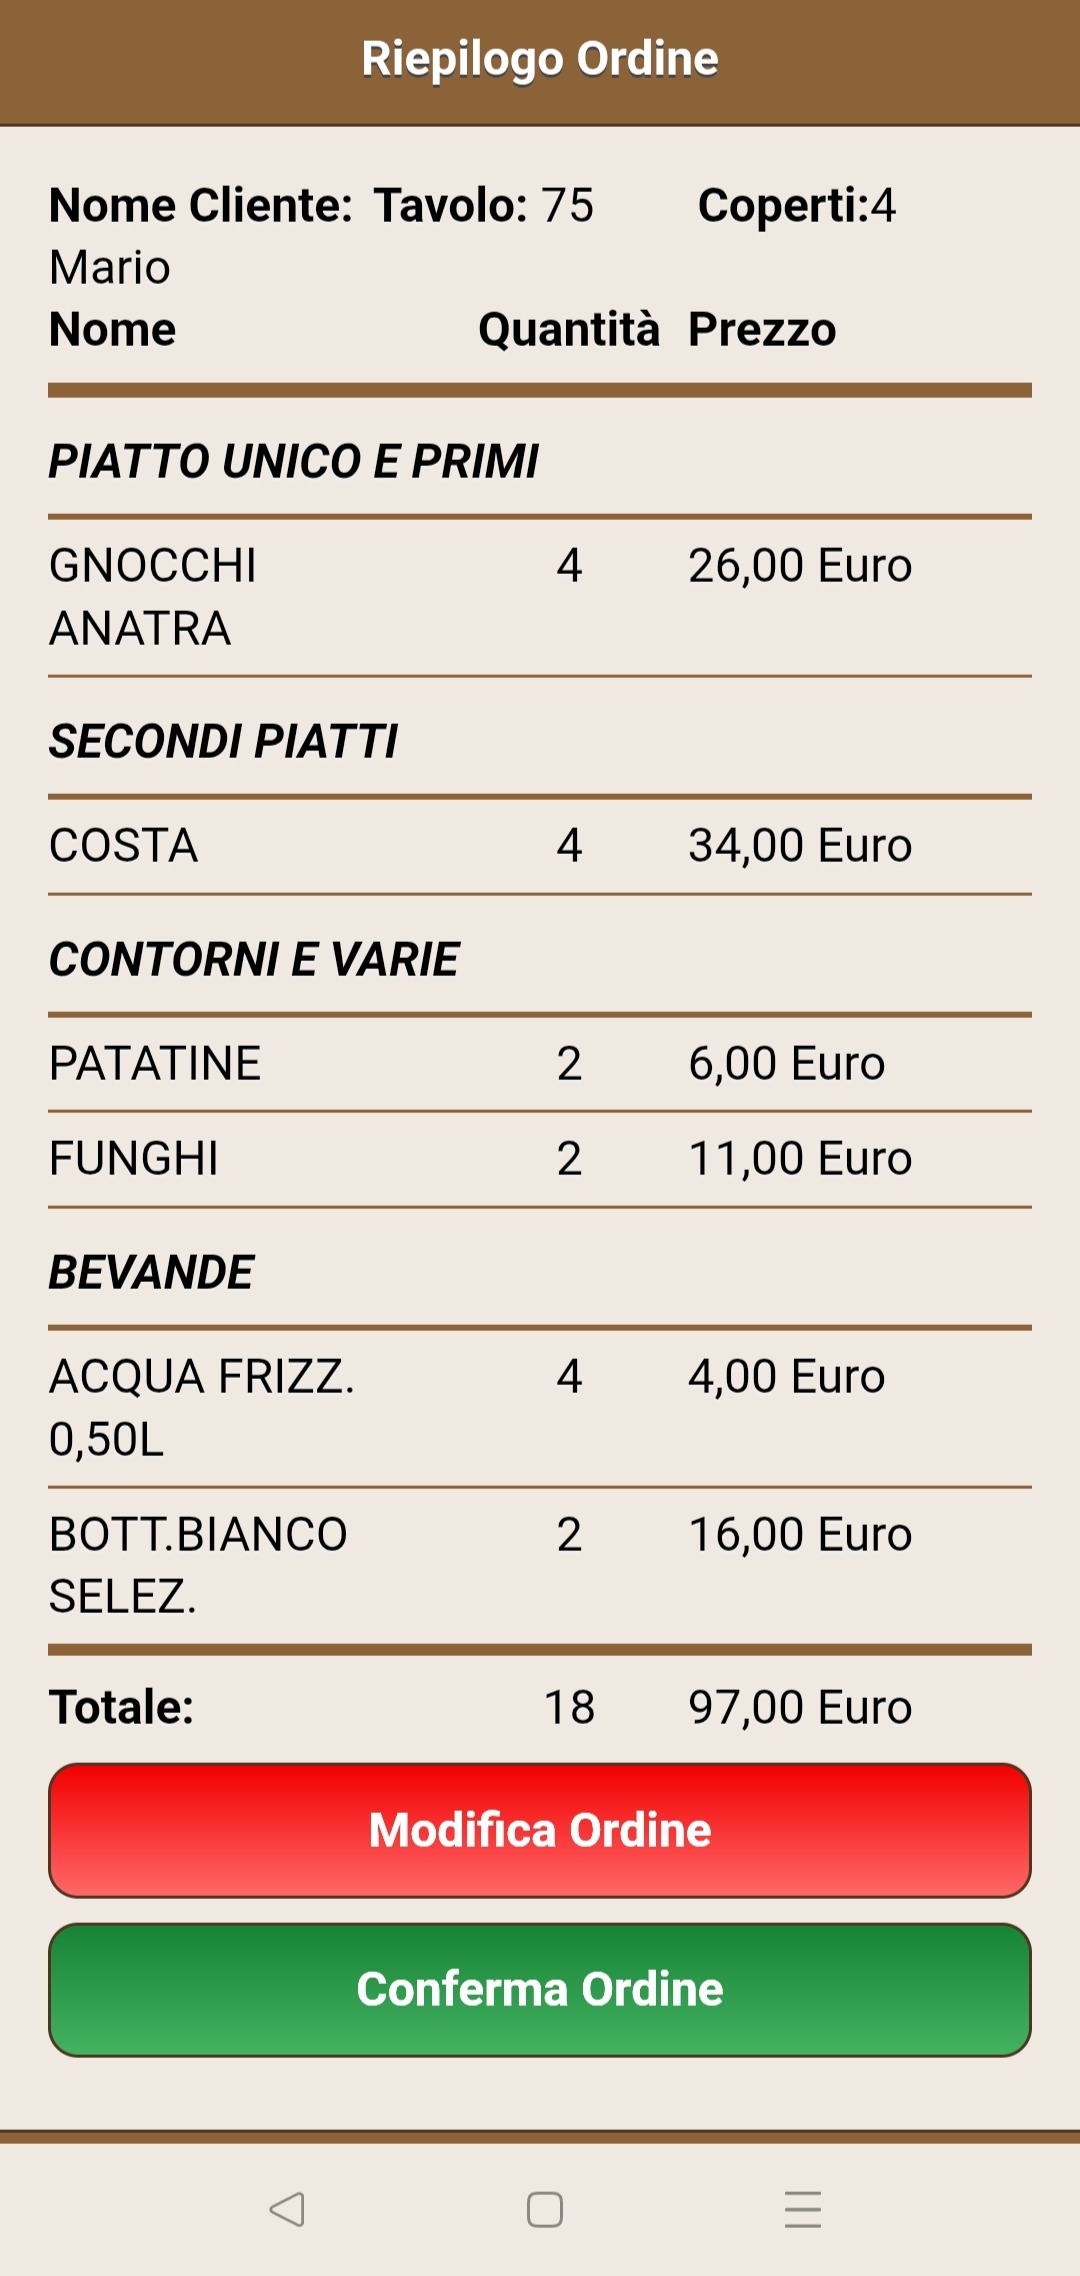 Riepilogo Ordine
Nome Cliente: Tavolo: 75 Coperti:4
Mario
Nome Quantità Prezzo
PIATTO UNICO E PRIMI
GNOCCHI 4 26,00 Euro
ANATRA
SECONDI PIATTI
COSTA 4 34,00 Euro
CONTORNI E VARIE
PATATINE 2 6,00 Euro
FUNGHI 2 11,00 Euro
BEVANDE
ACQUA FRIZZ. 4 4,00 Euro
0,50L
BOTT.BIANCO 2 16,00 Euro
SELEZ.
Totale: 18 97,00 Euro
Modifica Ordine
Conferma Ordine